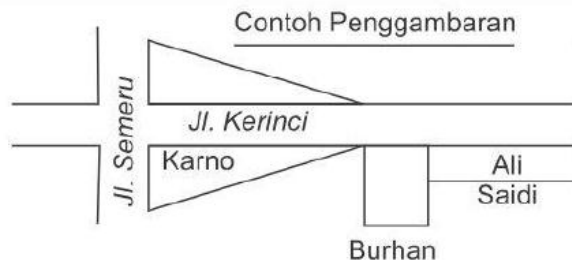 Contoh Penggambaran
Jl. Semeru
Jl. Kerinci
Karno
Ali
Saidi
Burhan